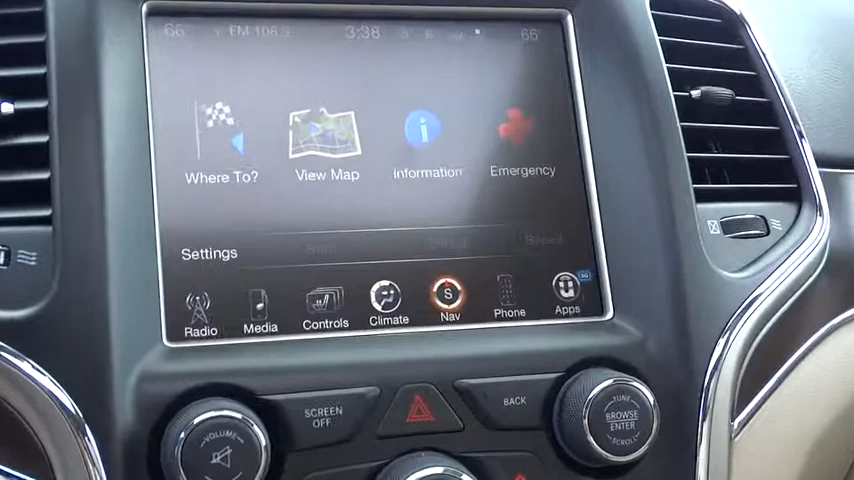 66 FM 106 3:38 66°
Where To? View Map Information Emergency
Settings
Radio Media Controls Climate Nav Phone Apps
S
SCREEN OFF
BACK
VOLUME
TUNE
BROWSE
ENTER
SCROLL